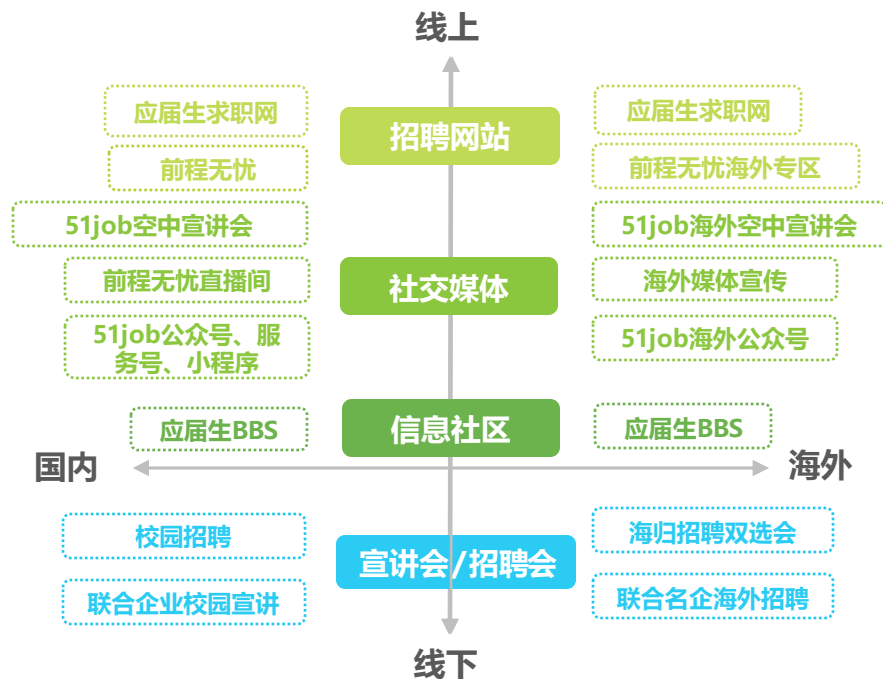 线上
应届生求职网
招聘网站
应届生求职网
前程无忧
前程无忧海外专区
51job空中宣讲会
51job海外空中宣讲会
前程无忧直播间
社交媒体
海外媒体宣传
51job公众号、服
务号、小程序
51job海外公众号
应届生BBS
信息社区
应届生BBS
国内
海外
校园招聘
宣讲会/招聘会
海归招聘双选会
联合企业校园宣讲
联合名企海外招聘
线下